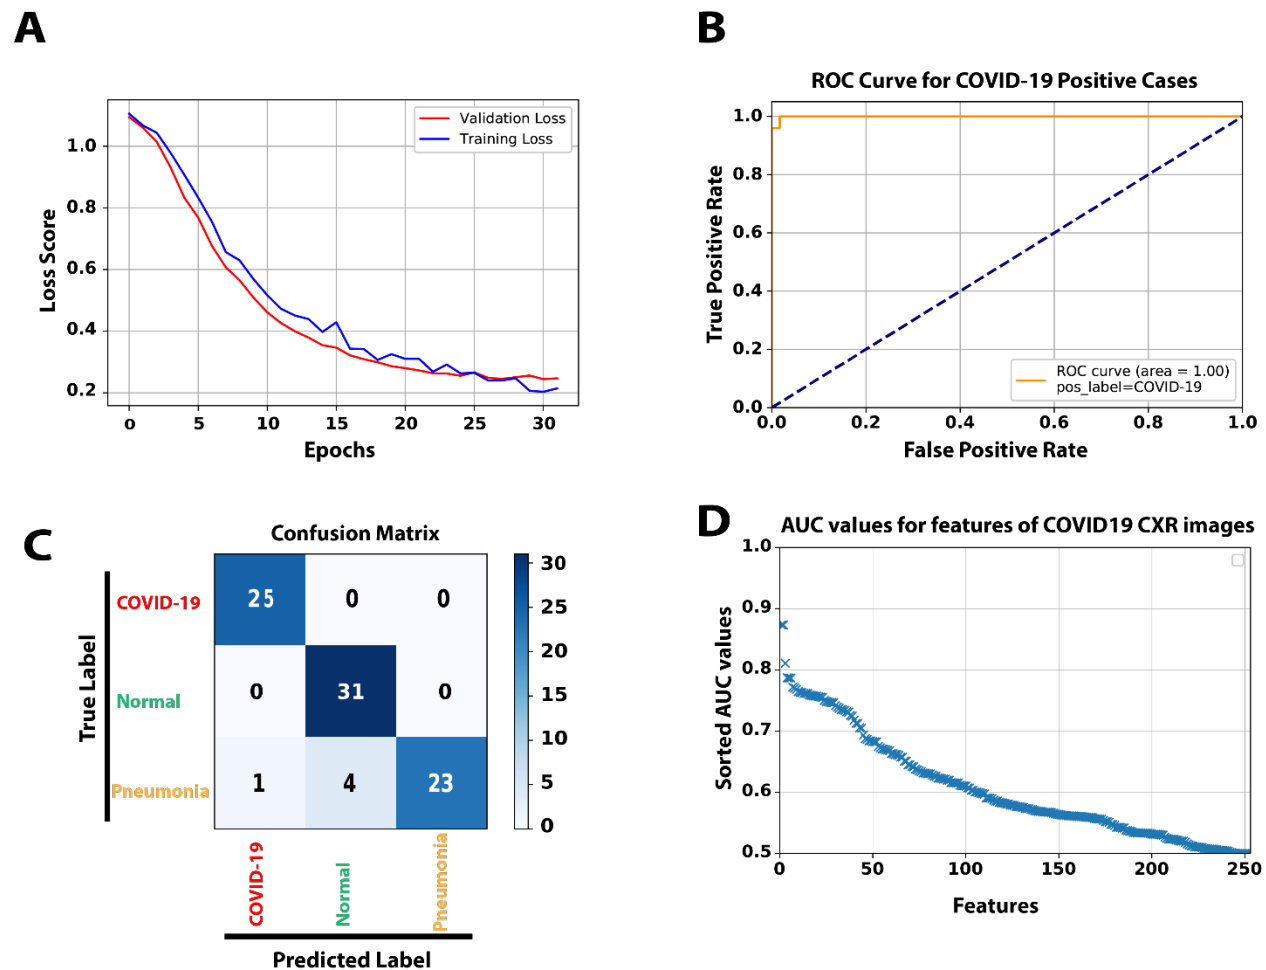 A
Validation Loss
Training Loss
1.0
0.8
0.6
0.4
0.2
0
5
10
15
20
25
30
Loss Score
Epochs
B
ROC Curve for COVID-19 Positive Cases
1.0
0.8
0.6
0.4
0.2
0.0
0.0
0.2
0.4
0.6
0.8
1.0
True Positive Rate
False Positive Rate
ROC curve (area = 1.00)
pos_label=COVID-19
C
Confusion Matrix
True Label
COVID-19
25
0
0
Normal
0
31
0
Pneumonia
1
4
23
30
25
20
15
10
5
0
COVID-19
Normal
Pneumonia
Predicted Label
D
AUC values for features of COVID19 CXR images
1.0
0.9
0.8
0.7
0.6
0.5
0
50
100
150
200
250
Sorted AUC values
Features